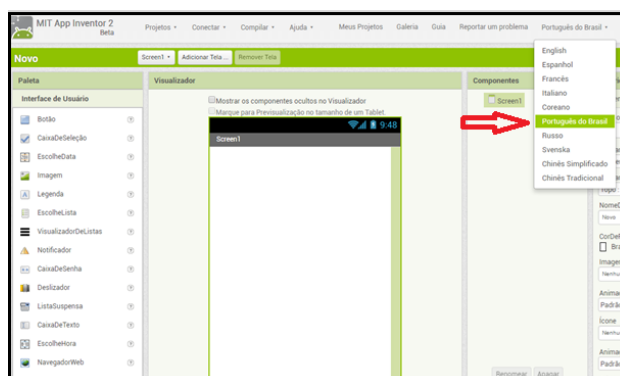 MIT App Inventor 2
Beta
Projetos Conectar Compilar Ajuda Meus Projetos Galeria Guia Reportar um problema Português do Brasil
Novo
Screen1 Adicionar Tela ... Remover Tela
English
Espanhol
Francês
Italiano
Coreano
Português do Brasil
Russo
Svenska
Chinês Simplificado
Chinês Tradicional
Paleta
Interface de Usuário
Botão
CaixaDeSeleção
EscolheData
Imagem
Legenda
EscolheLista
VisualizadorDeListas
Notificador
CaixaDeSenha
Deslizador
ListaSuspensa
CaixaDeTexto
EscolheHora
NavegadorWeb
Visualizador
Mostrar os componentes ocultos no Visualizador
Marque para Previsualização no tamanho de um Tablet.
9:48
Screen1
Componentes
Screen1
Renomear Apagar
Topo
Novo
Imagem
Padrão
Ícone
Padrão